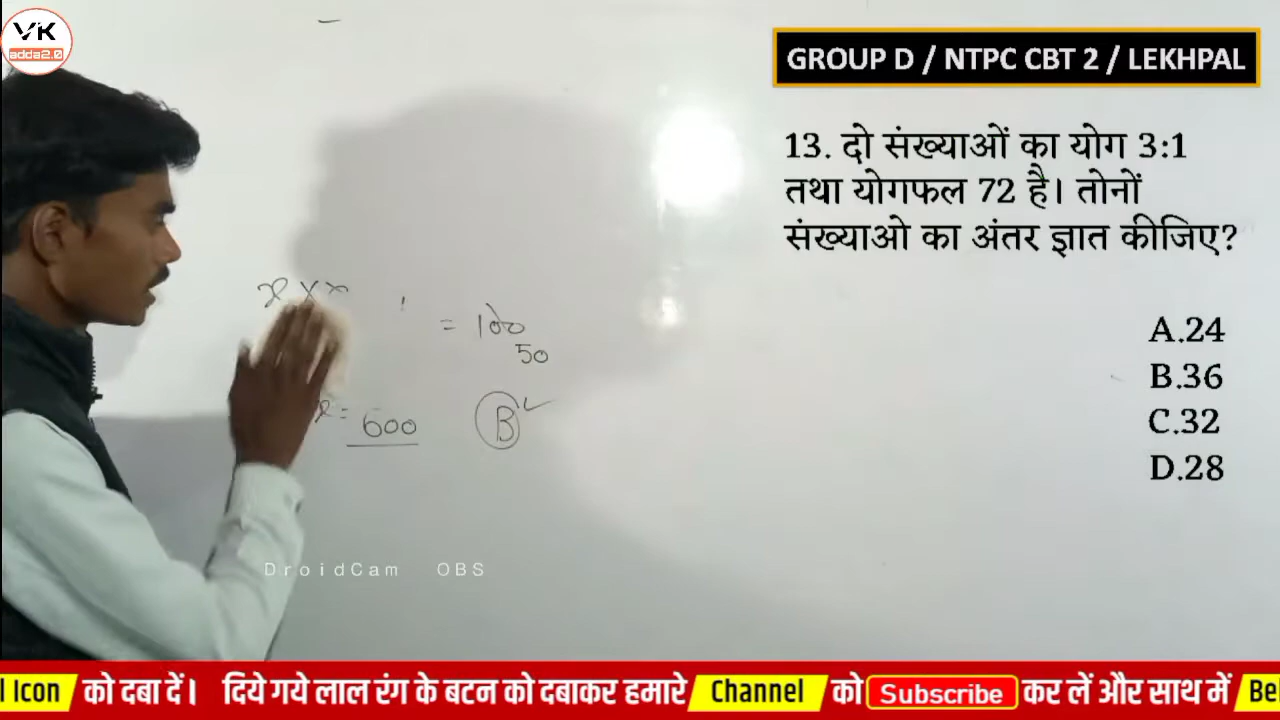 VK
adda2.0
GROUP D / NTPC CBT 2 / LEKHPAL
13. दो संख्याओं का योग 3:1
तथा योगफल 72 है। तोनों
संख्याओ का अंतर ज्ञात कीजिए?
A.24
B.36
C.32
D.28
= 100
50
600
B
DroidCam OBS
l Icon को दबा दें। दिये गये लाल रंग के बटन को दबाकर हमारे Channel को Subscribe कर लें और साथ में Be